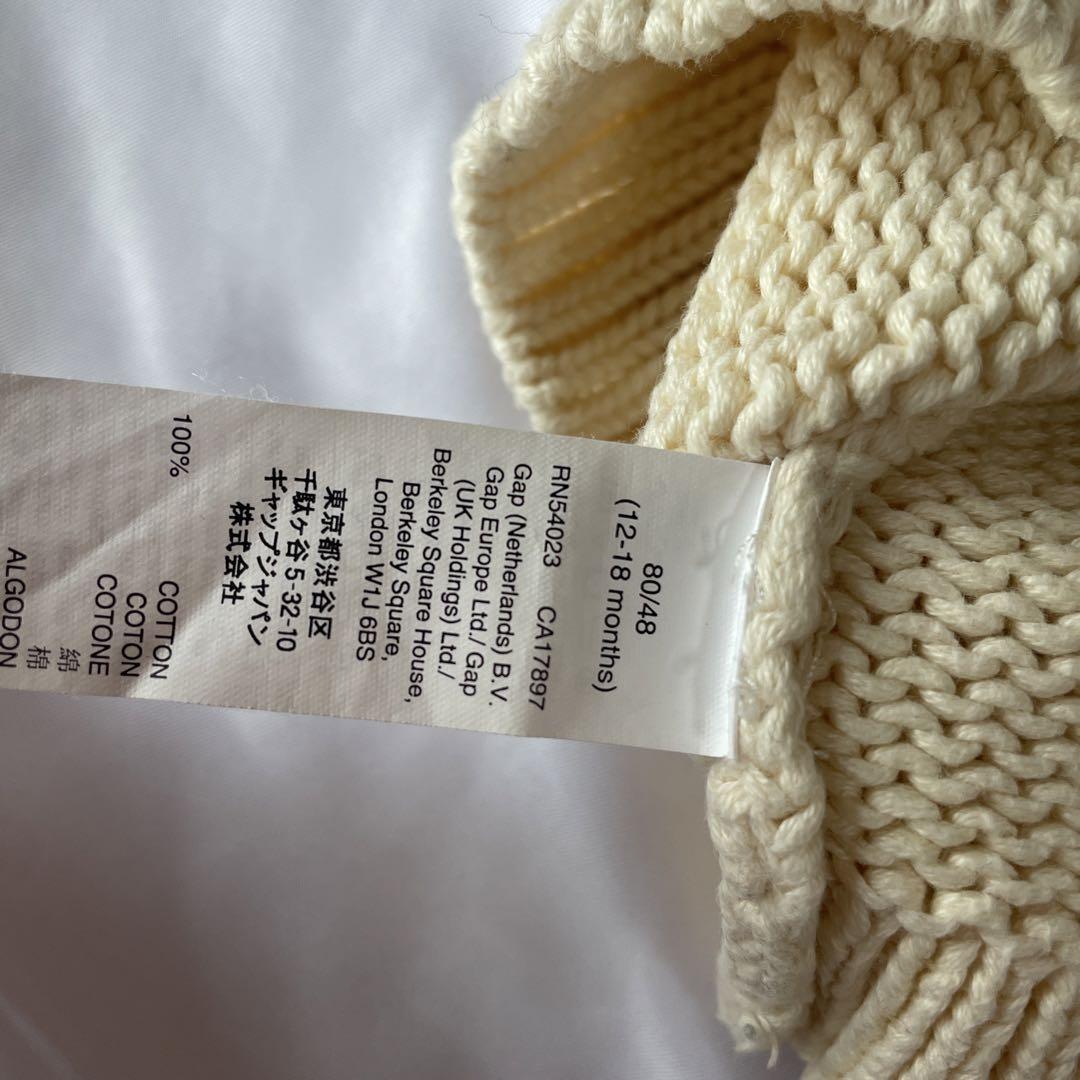 80/48
(12-18 months)
RN54023 CA17897
Gap (Netherlands) B.V.
Gap Europe Ltd./ Gap
(UK Holdings) Ltd./
Berkeley Square House,
Berkeley Square,
London W1J 6BS
東京都渋谷区
千駄ヶ谷5-32-10
ギャップジャパン
株式会社
100% COTTON
COTON
COTONE
綿
棉
ALGODON